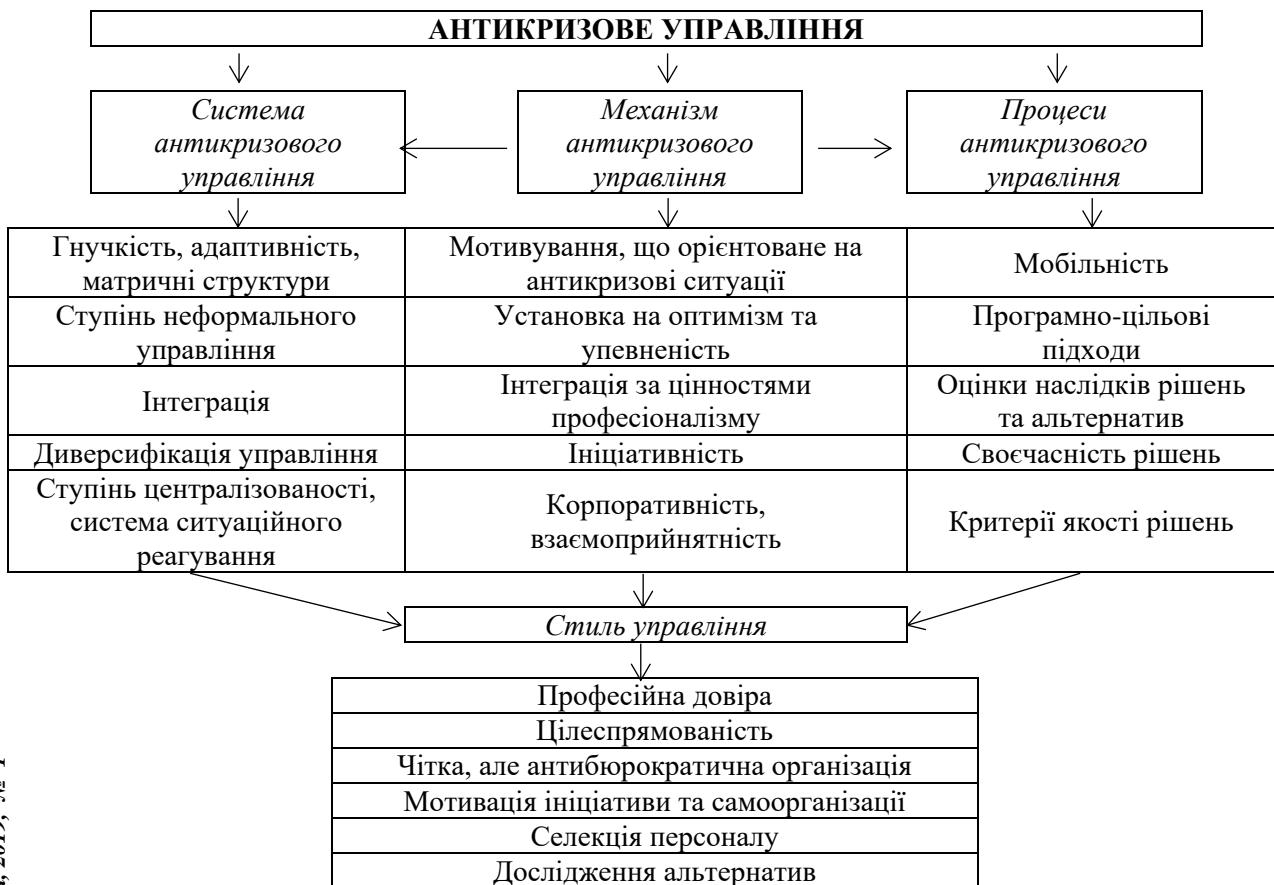 АНТИКРИЗОВЕ УПРАВЛІННЯ
Система
антикризового
управління
Механізм
антикризового
управління
Процеси
антикризового
управління
Гнучкість, адаптивність,
матричні структури
Мотивування, що орієнтоване на
антикризові ситуації
Мобільність
Ступінь неформального
управління
Установка на оптимізм та
упевненість
Програмно-цільові
підходи
Інтеграція
Інтеграція за цінностями
професіоналізму
Оцінки наслідків рішень
та альтернатив
Диверсифікація управління
Ініціативність
Своєчасність рішень
Ступінь централізованості,
система ситуаційного
реагування
Корпоративність,
взаємоприйнятність
Критерії якості рішень
Стиль управління
Професійна довіра
Цілеспрямованість
Чітка, але антибюрократична організація
Мотивація ініціативи та самоорганізації
Селекція персоналу
Дослідження альтернатив
2019, №